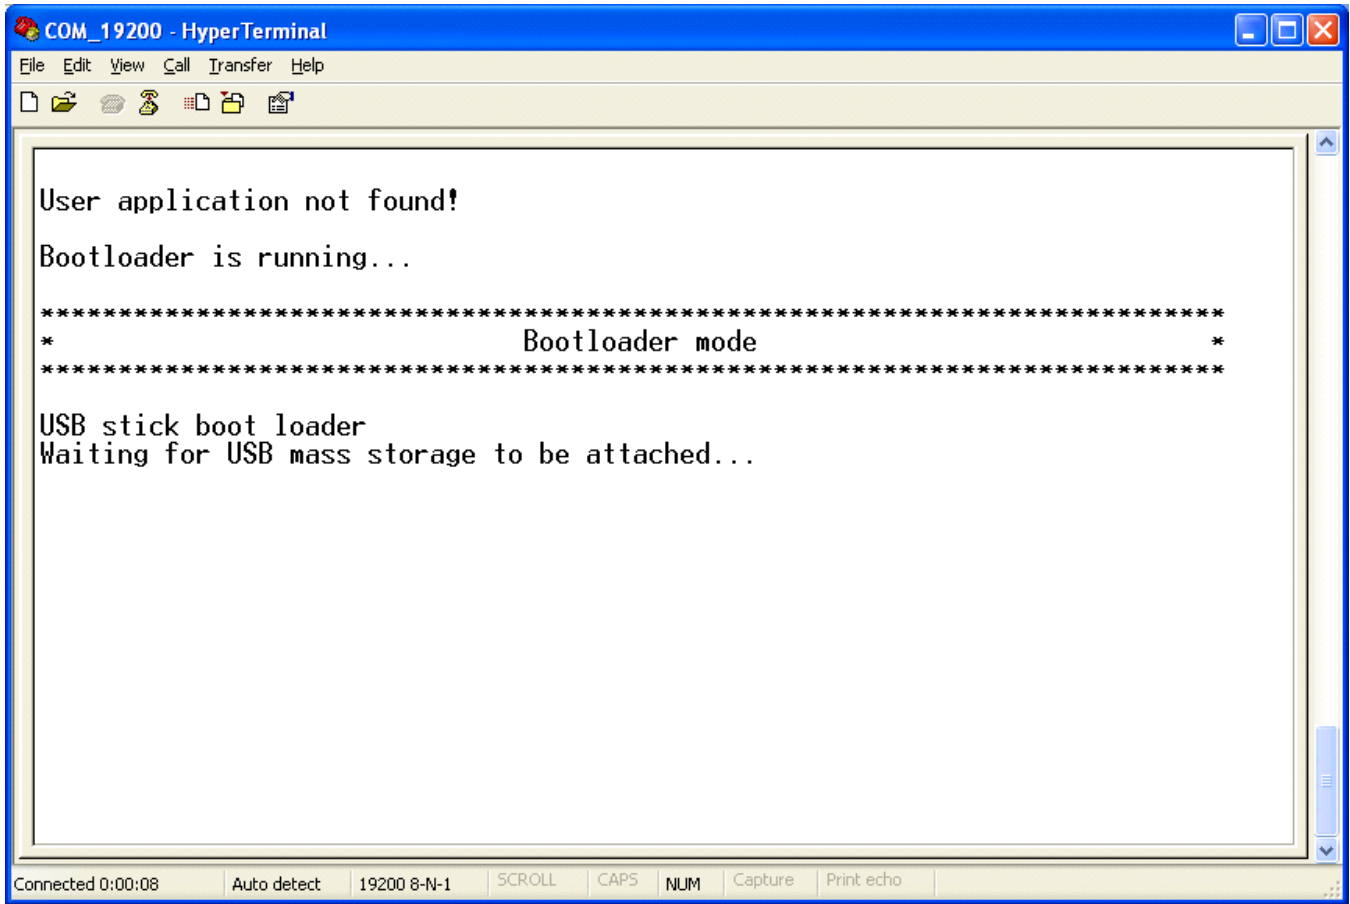 COM_19200 - HyperTerminal
File Edit View Call Transfer Help
User application not found!
Bootloader is running...
****************************************************************************
* Bootloader mode *
****************************************************************************
USB stick boot loader
Waiting for USB mass storage to be attached...
Connected 0:00:08 Auto detect 19200 8-N-1 SCROLL CAPS NUM Capture Print echo